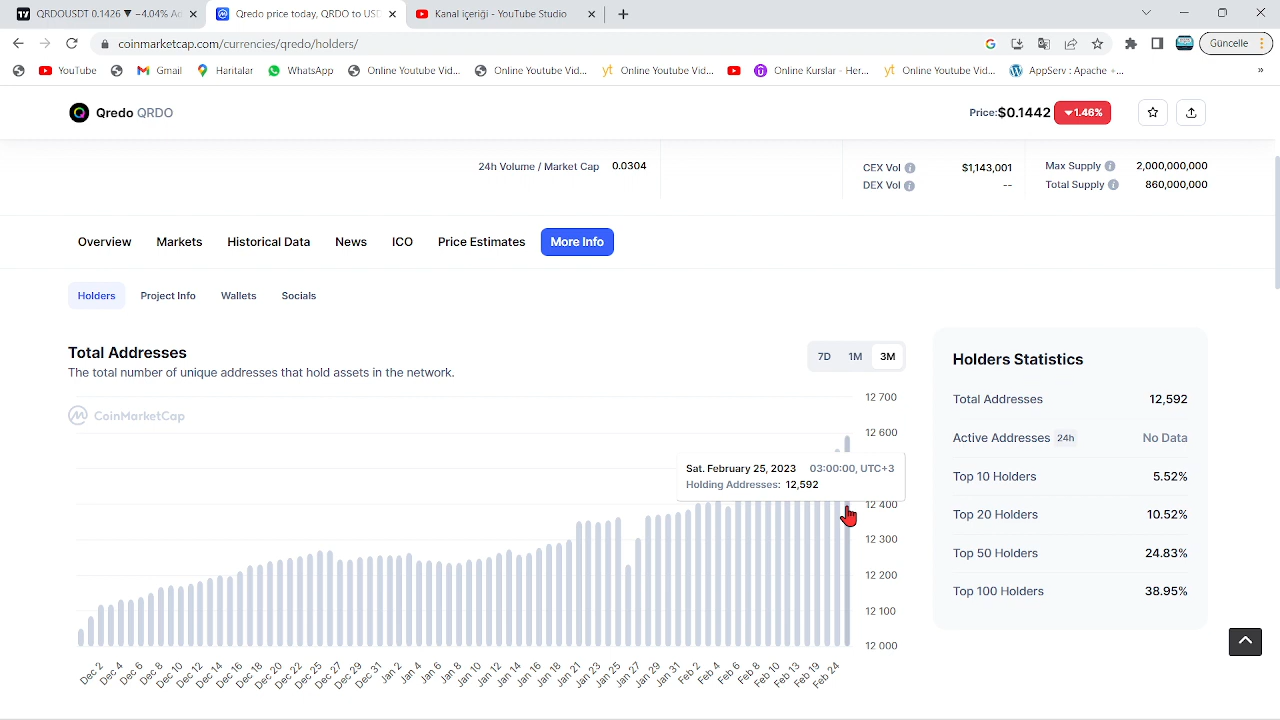 QRDOUSDT 0.1426 ▼ −4.04% Ad
Qredo price today, QRDO to USD
Kanal içeriği - YouTube Studio
coinmarketcap.com/currencies/qredo/holders/
Güncelle
YouTube
Gmail
Haritalar
WhatsApp
Online Youtube Vid...
Online Youtube Vid...
Online Youtube Vid...
Online Kurslar - Her...
Online Youtube Vid...
AppServ : Apache +...
»
Qredo QRDO
Price:$0.1442 ▼1.46%
24h Volume / Market Cap 0.0304
CEX Vol $1,143,001
DEX Vol --
Max Supply 2,000,000,000
Total Supply 860,000,000
Overview Markets Historical Data News ICO Price Estimates More Info
Holders Project Info Wallets Socials
Total Addresses
The total number of unique addresses that hold assets in the network.
7D 1M 3M
CoinMarketCap
12 700
12 600
Sat. February 25, 2023 03:00:00, UTC+3
Holding Addresses: 12,592
12 400
12 300
12 200
12 100
12 000
Dec 2 Dec 4 Dec 6 Dec 8 Dec 10 Dec 12 Dec 14 Dec 16 Dec 18 Dec 20 Dec 22 Dec 25 Dec 27 Dec 29 Dec 31 Jan 2 Jan 4 Jan 6 Jan 8 Jan 10 Jan 12 Jan 14 Jan 16 Jan 19 Jan 21 Jan 23 Jan 25 Jan 27 Jan 29 Jan 31 Feb 2 Feb 4 Feb 6 Feb 8 Feb 10 Feb 13 Feb 19 Feb 24
Holders Statistics
Total Addresses 12,592
Active Addresses 24h No Data
Top 10 Holders 5.52%
Top 20 Holders 10.52%
Top 50 Holders 24.83%
Top 100 Holders 38.95%